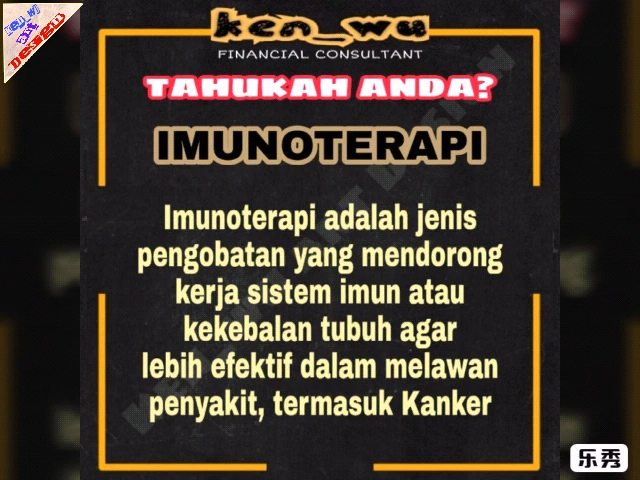 ken_wu
FINANCIAL CONSULTANT
TAHUKAH ANDA?
IMUNOTERAPI
Imunoterapi adalah jenis
pengobatan yang mendorong
kerja sistem imun atau
kekebalan tubuh agar
lebih efektif dalam melawan
penyakit, termasuk Kanker
乐秀